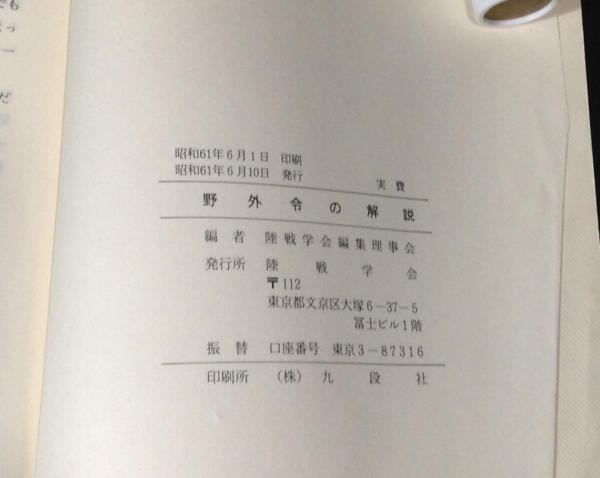 昭和61年6月1日 印刷
昭和61年6月10日 発行
実費
野外令の解説
編者 陸戦学会編集理事会
発行所 陸戦学会
〒112
東京都文京区大塚6-37-5
冨士ビル1階
振替 口座番号 東京3-87316
印刷所 (株) 九段社